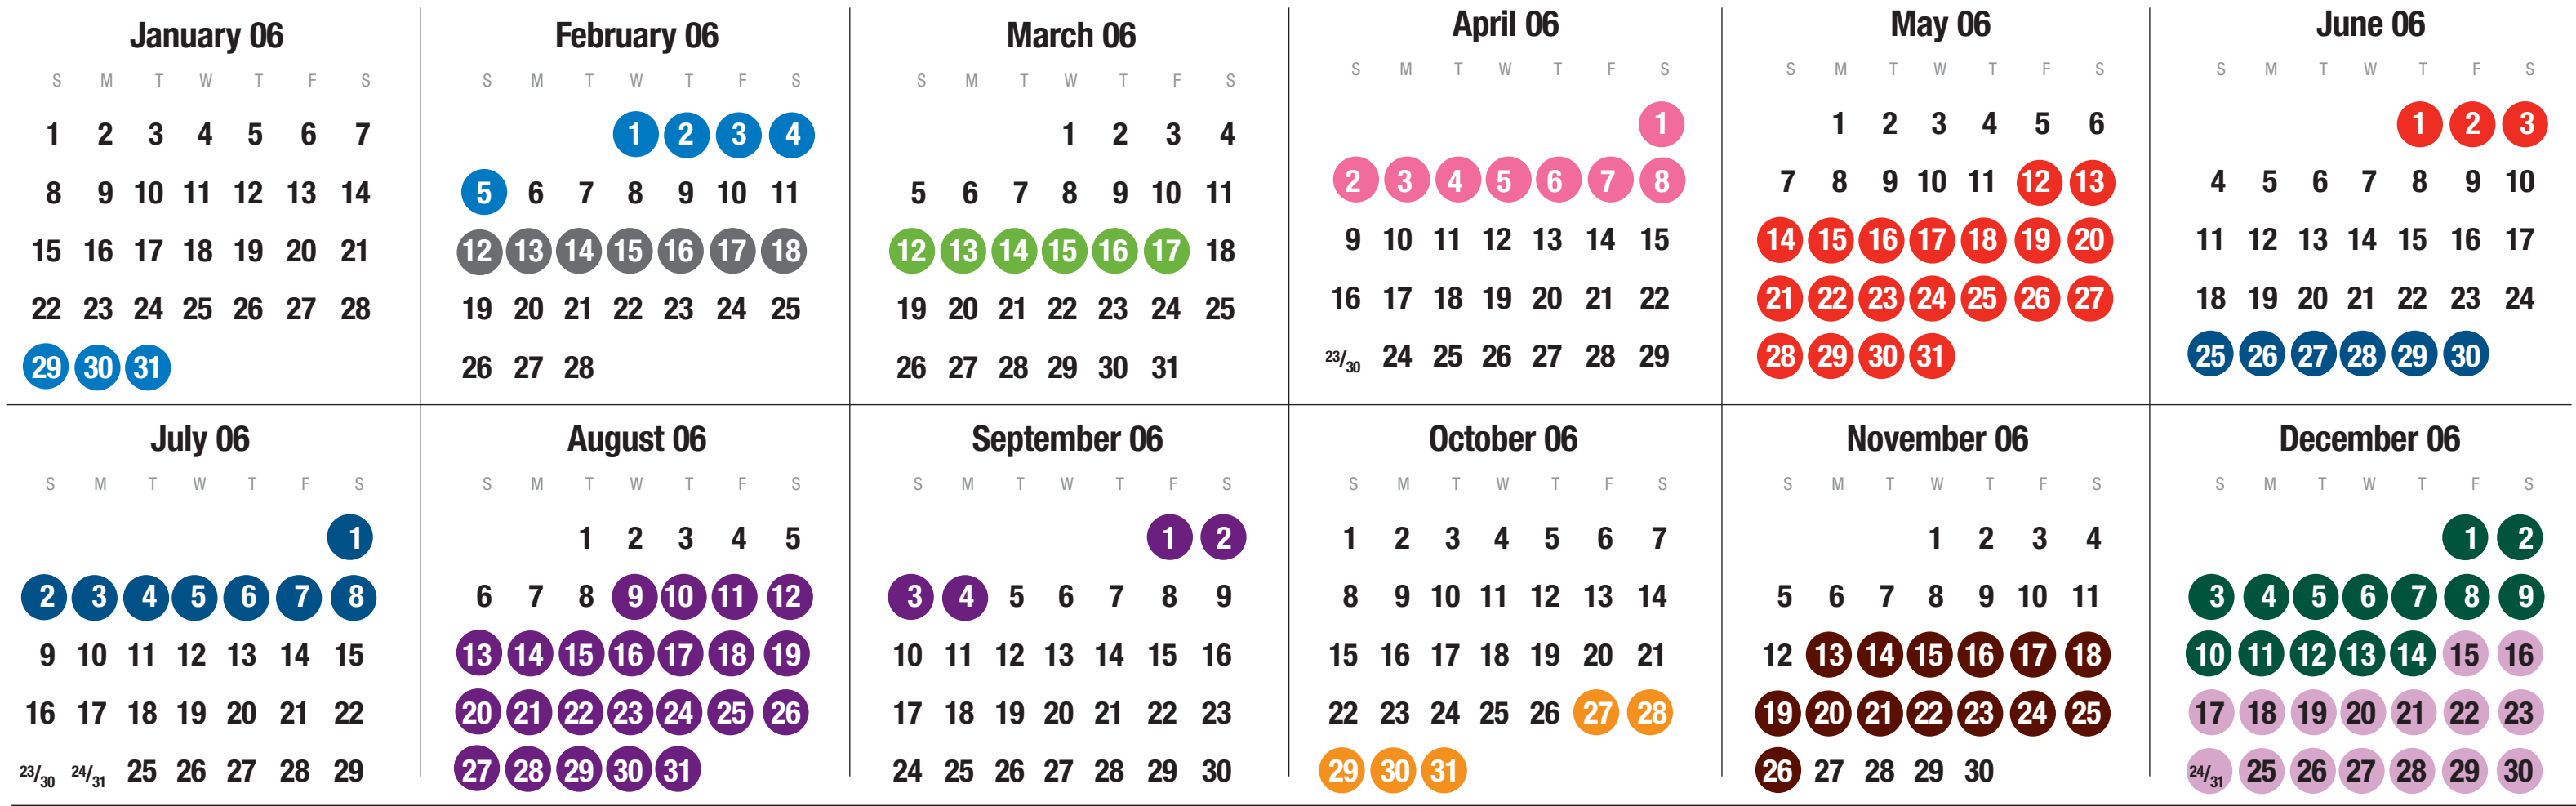 January 06
S M T W T F S
1 2 3 4 5 6 7
8 9 10 11 12 13 14
15 16 17 18 19 20 21
22 23 24 25 26 27 28
29 30 31
February 06
S M T W T F S
1 2 3 4
5 6 7 8 9 10 11
12 13 14 15 16 17 18
19 20 21 22 23 24 25
26 27 28
March 06
S M T W T F S
1 2 3 4
5 6 7 8 9 10 11
12 13 14 15 16 17 18
19 20 21 22 23 24 25
26 27 28 29 30 31
April 06
S M T W T F S
1
2 3 4 5 6 7 8
9 10 11 12 13 14 15
16 17 18 19 20 21 22
23/30 24 25 26 27 28 29
May 06
S M T W T F S
1 2 3 4 5 6
7 8 9 10 11 12 13
14 15 16 17 18 19 20
21 22 23 24 25 26 27
28 29 30 31
June 06
S M T W T F S
1 2 3
4 5 6 7 8 9 10
11 12 13 14 15 16 17
18 19 20 21 22 23 24
25 26 27 28 29 30
July 06
S M T W T F S
1
2 3 4 5 6 7 8
9 10 11 12 13 14 15
16 17 18 19 20 21 22
23/30 24/31 25 26 27 28 29
August 06
S M T W T F S
1 2 3 4 5
6 7 8 9 10 11 12
13 14 15 16 17 18 19
20 21 22 23 24 25 26
27 28 29 30 31
September 06
S M T W T F S
1 2
3 4 5 6 7 8 9
10 11 12 13 14 15 16
17 18 19 20 21 22 23
24 25 26 27 28 29 30
October 06
S M T W T F S
1 2 3 4 5 6 7
8 9 10 11 12 13 14
15 16 17 18 19 20 21
22 23 24 25 26 27 28
29 30 31
November 06
S M T W T F S
1 2 3 4
5 6 7 8 9 10 11
12 13 14 15 16 17 18
19 20 21 22 23 24 25
26 27 28 29 30
December 06
S M T W T F S
1 2
3 4 5 6 7 8 9
10 11 12 13 14 15 16
17 18 19 20 21 22 23
24/31 25 26 27 28 29 30